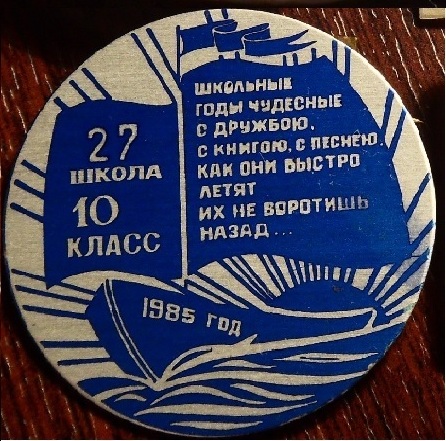 27
ШКОЛА
10
КЛАСС
ШКОЛЬНЫЕ
ГОДЫ ЧУДЕСНЫЕ
С ДРУЖБОЮ,
С КНИГОЮ, С ПЕСНЕЮ.
КАК ОНИ БЫСТРО
ЛЕТЯТ
ИХ НЕ ВОРОТИШЬ
НАЗАД...
1985 ГОД